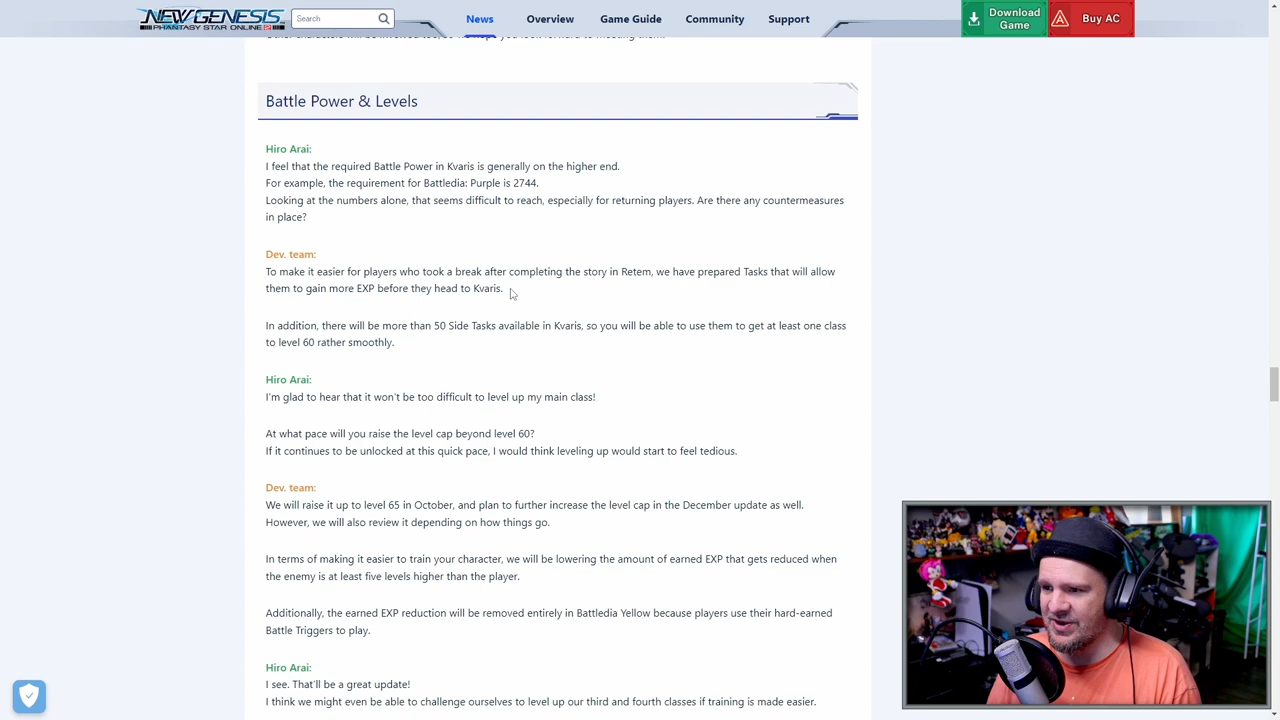 NEW GENESIS
PHANTASY STAR ONLINE 2
Search
News
Overview
Game Guide
Community
Support
Download
Game
Buy AC
Battle Power & Levels
Hiro Arai:
I feel that the required Battle Power in Kvaris is generally on the higher end.
For example, the requirement for Battledia: Purple is 2744.
Looking at the numbers alone, that seems difficult to reach, especially for returning players. Are there any countermeasures
in place?
Dev. team:
To make it easier for players who took a break after completing the story in Retem, we have prepared Tasks that will allow
them to gain more EXP before they head to Kvaris.
In addition, there will be more than 50 Side Tasks available in Kvaris, so you will be able to use them to get at least one class
to level 60 rather smoothly.
Hiro Arai:
I'm glad to hear that it won't be too difficult to level up my main class!
At what pace will you raise the level cap beyond level 60?
If it continues to be unlocked at this quick pace, I would think leveling up would start to feel tedious.
Dev. team:
We will raise it up to level 65 in October, and plan to further increase the level cap in the December update as well.
However, we will also review it depending on how things go.
In terms of making it easier to train your character, we will be lowering the amount of earned EXP that gets reduced when
the enemy is at least five levels higher than the player.
Additionally, the earned EXP reduction will be removed entirely in Battledia Yellow because players use their hard-earned
Battle Triggers to play.
Hiro Arai:
I see. That'll be a great update!
I think we might even be able to challenge ourselves to level up our third and fourth classes if training is made easier.